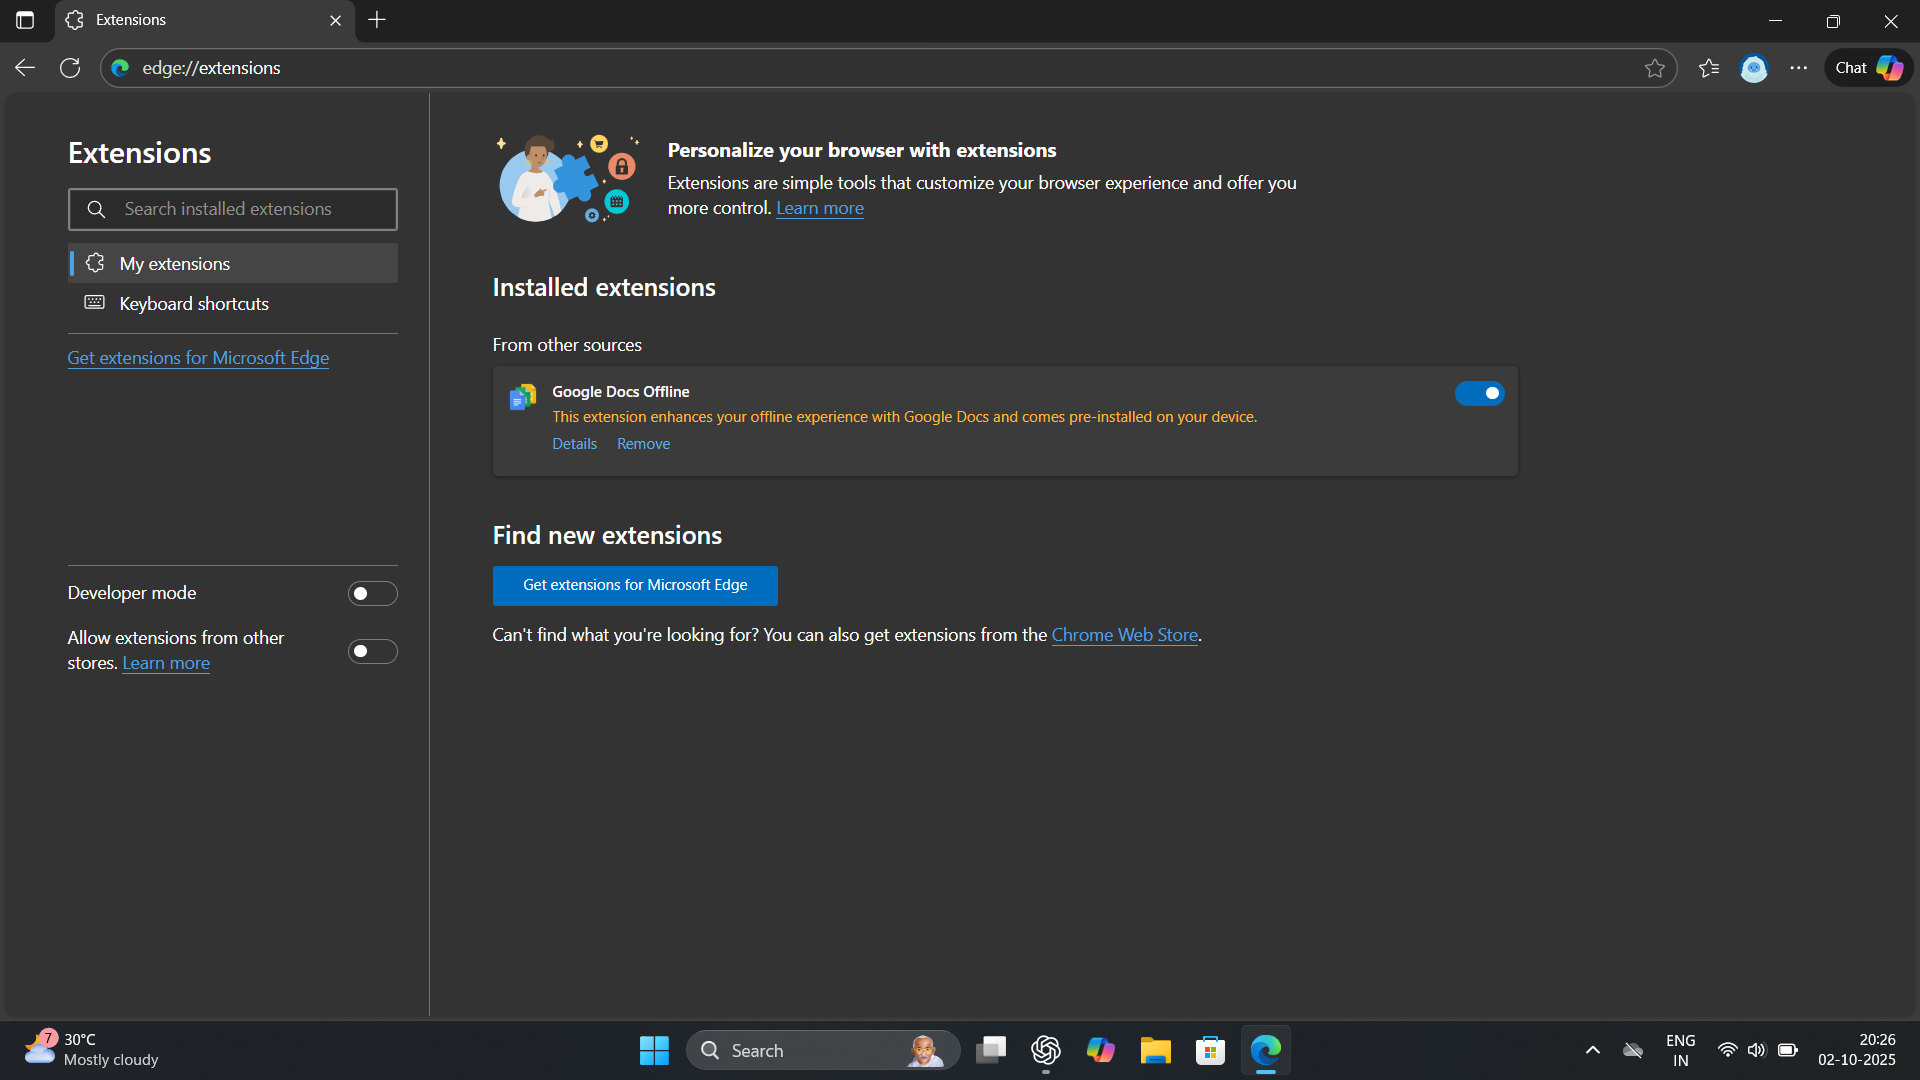 Extensions
edge://extensions
Chat
Extensions
Search installed extensions
My extensions
Keyboard shortcuts
Get extensions for Microsoft Edge
Developer mode
Allow extensions from other
stores. Learn more
Personalize your browser with extensions
Extensions are simple tools that customize your browser experience and offer you
more control. Learn more
Installed extensions
From other sources
Google Docs Offline
This extension enhances your offline experience with Google Docs and comes pre-installed on your device.
Details Remove
Find new extensions
Get extensions for Microsoft Edge
Can't find what you're looking for? You can also get extensions from the Chrome Web Store.
7
30°C
Mostly cloudy
Search
ENG
IN
20:26
02-10-2025